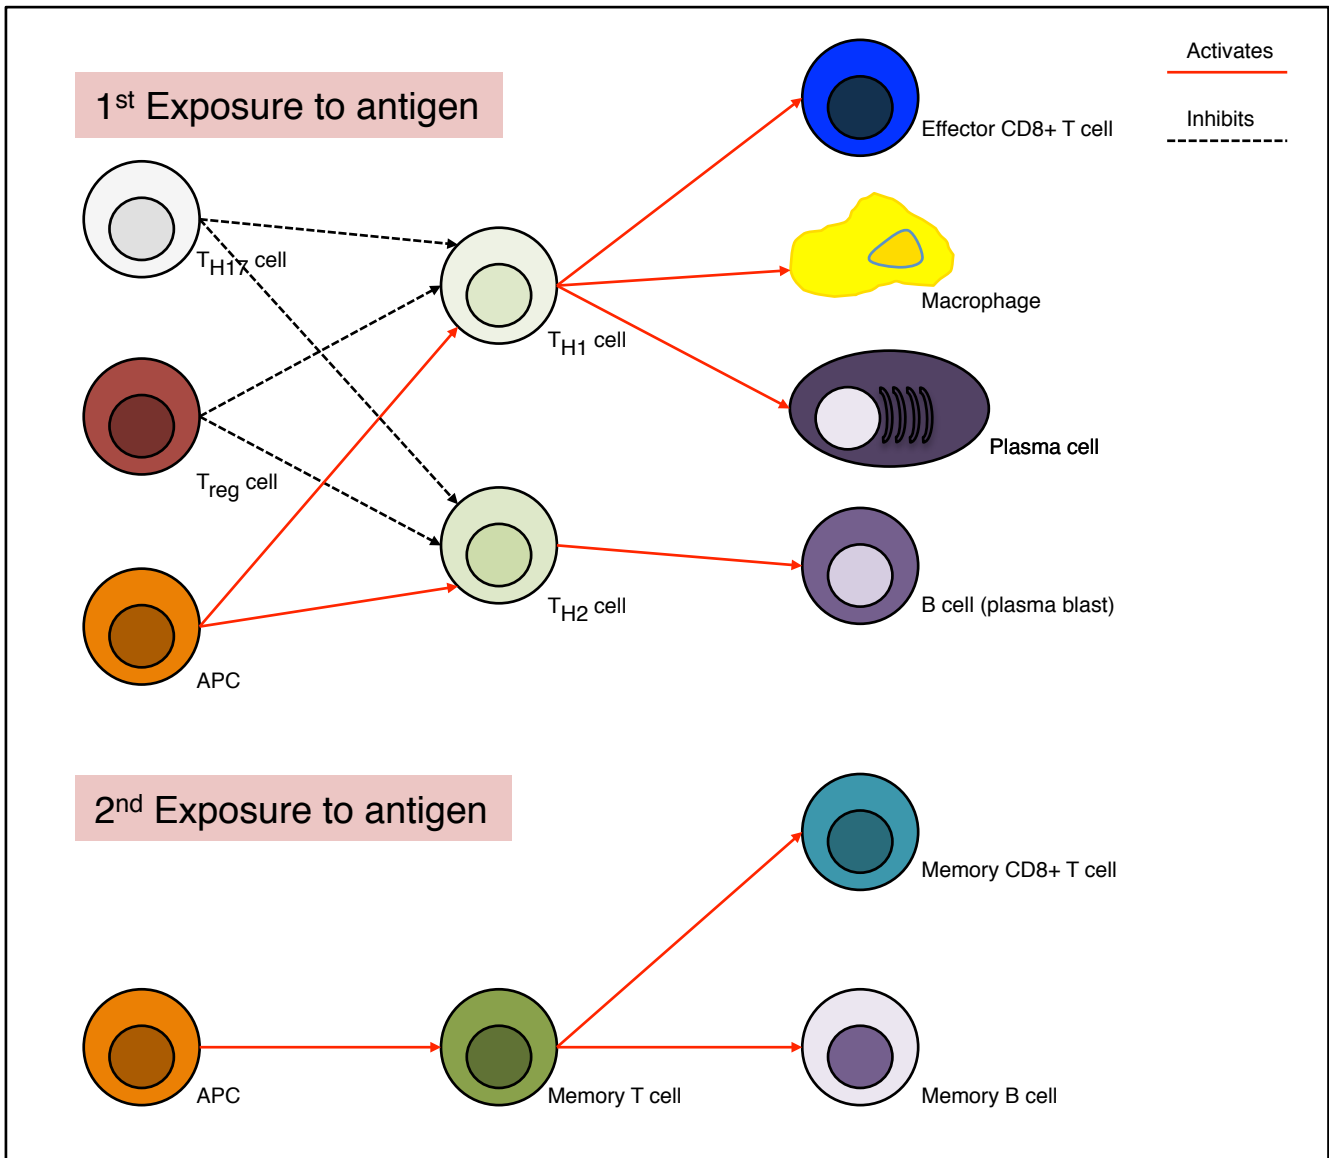 1st Exposure to antigen
Activates
Inhibits
Effector CD8+ T cell
TH17 cell
Macrophage
TH1 cell
Treg cell
Plasma cell
TH2 cell
B cell (plasma blast)
APC
2nd Exposure to antigen
Memory CD8+ T cell
APC
Memory T cell
Memory B cell